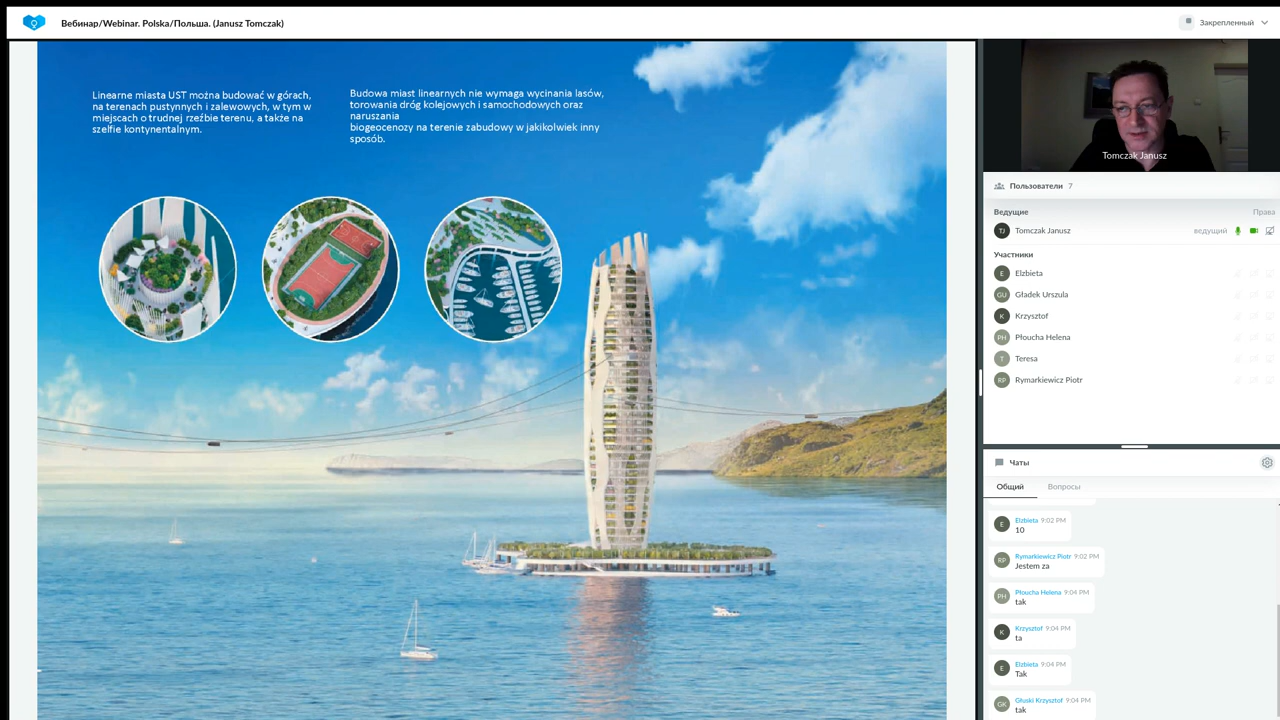 Вебинар/Webinar. Polska/Польша. (Janusz Tomczak)
Закрепленный
Linearne miasta UST można budować w górach,
na terenach pustynnych i zalewowych, w tym w
miejscach o trudnej rzeźbie terenu, a także na
szelfie kontynentalnym.
Budowa miast linearnych nie wymaga wycinania lasów,
torowania dróg kolejowych i samochodowych oraz
naruszania
biogeocenozy na terenie zabudowy w jakikolwiek inny
sposób.
Tomczak Janusz
Пользователи 7
Ведущие Права
TJ Tomczak Janusz ведущий
Участники
E Elzbieta
GU Gładek Urszula
K Krzysztof
PH Płoucha Helena
T Teresa
RP Rymarkiewicz Piotr
Чаты
Общий Вопросы
E Elzbieta 9:02 PM
10
RP Rymarkiewicz Piotr 9:02 PM
Jestem za
PH Płoucha Helena 9:04 PM
tak
K Krzysztof 9:04 PM
ta
E Elzbieta 9:04 PM
Tak
GK Głuski Krzysztof 9:04 PM
tak